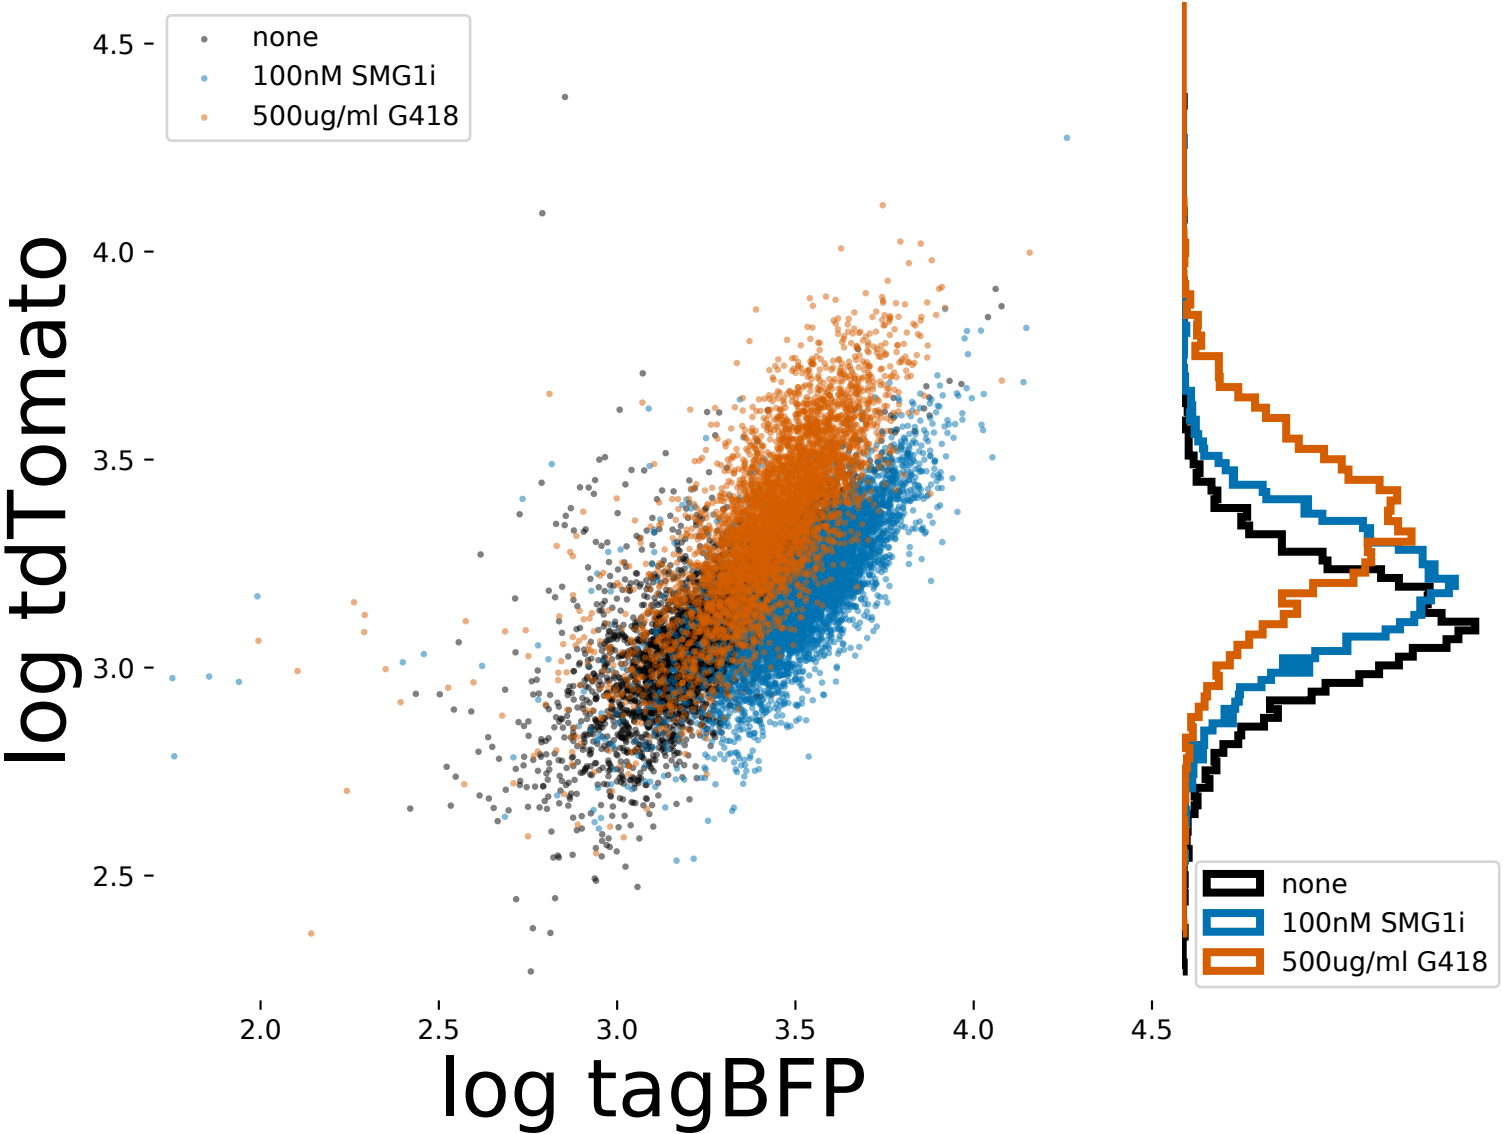 none
100nM SMG1i
500ug/ml G418
4.5
4.0
3.5
3.0
2.5
log tdTomato
none
100nM SMG1i
500ug/ml G418
2.0 2.5 3.0 3.5 4.0 4.5
log tagBFP